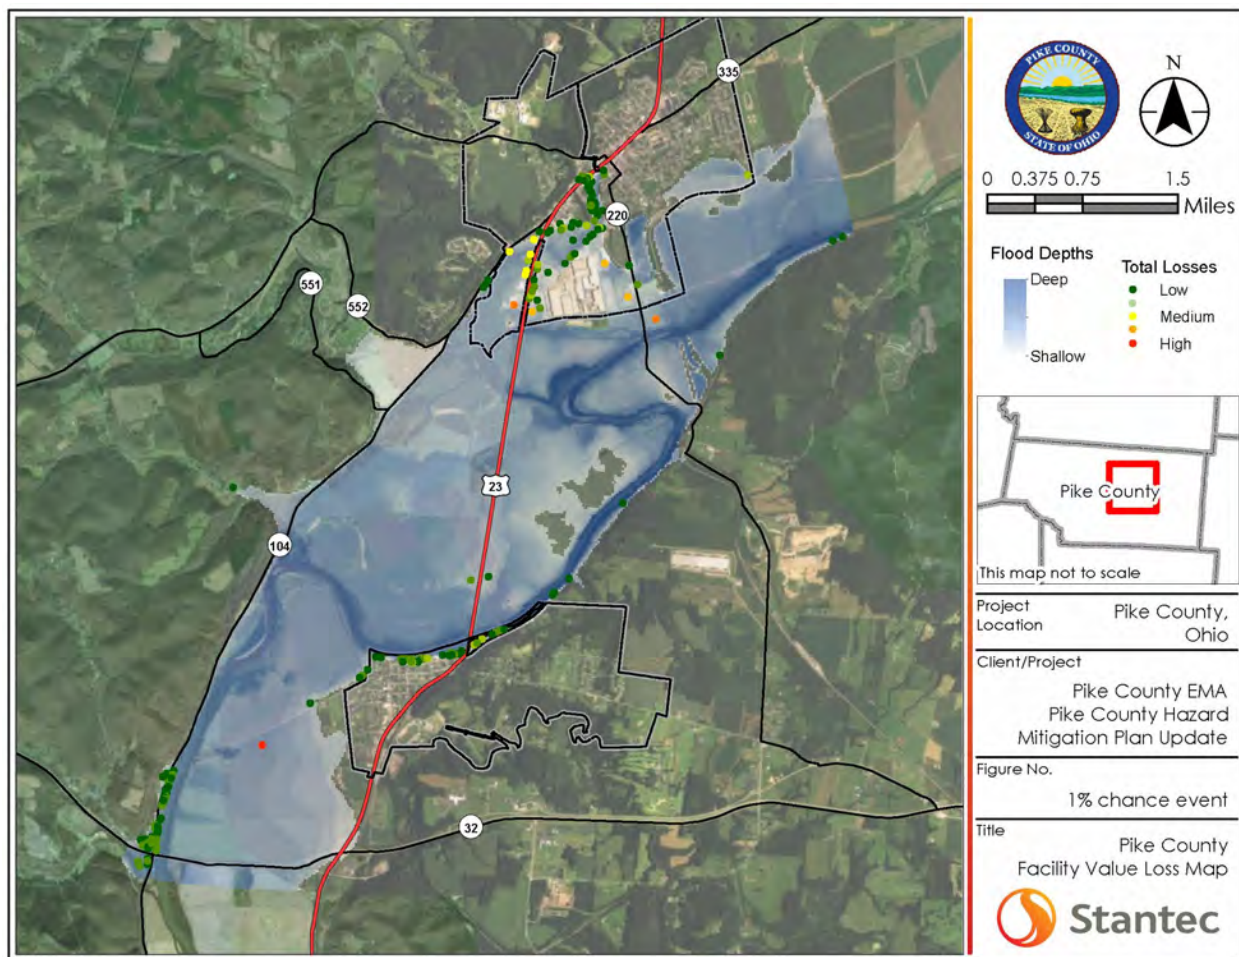 335
220
551
552
23
104
32
PIKE COUNTY
STATE OF OHIO
N
0 0.375 0.75 1.5
Miles
Flood Depths
Deep
Shallow
Total Losses
Low
Medium
High
Pike County
This map not to scale
Project
Location
Pike County,
Ohio
Client/Project
Pike County EMA
Pike County Hazard
Mitigation Plan Update
Figure No.
1% chance event
Title
Pike County
Facility Value Loss Map
Stantec